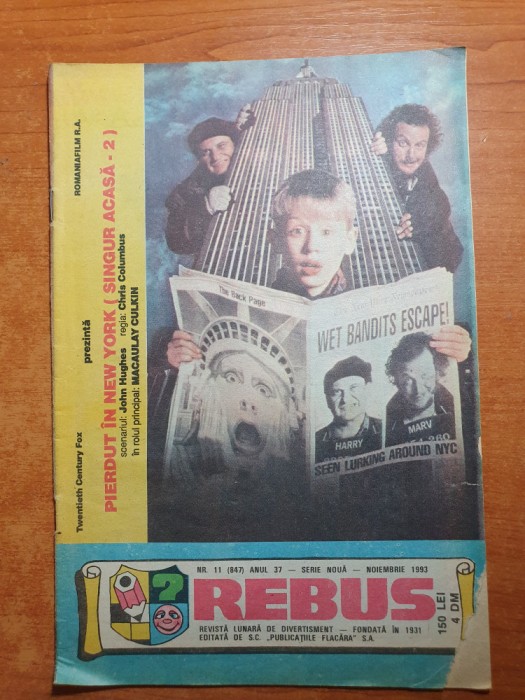 Twentieth Century Fox
prezintă
ROMANIAFILM R.A.
PIERDUT ÎN NEW YORK ( SINGUR ACASĂ - 2 )
scenariul: John Hughes regia: Chris Columbus
în rolul principal: MACAULAY CULKIN
The Back Page
WET BANDITS ESCAPE!
HARRY
MARV
SEEN LURKING AROUND NYC
NR. 11 (847) ANUL 37 — SERIE NOUĂ — NOIEMBRIE 1993
REBUS
REVISTĂ LUNARĂ DE DIVERTISMENT — FONDATĂ ÎN 1931
EDITATĂ DE S.C. „PUBLICAȚIILE FLACĂRA" S.A.
150 LEI
4 DM